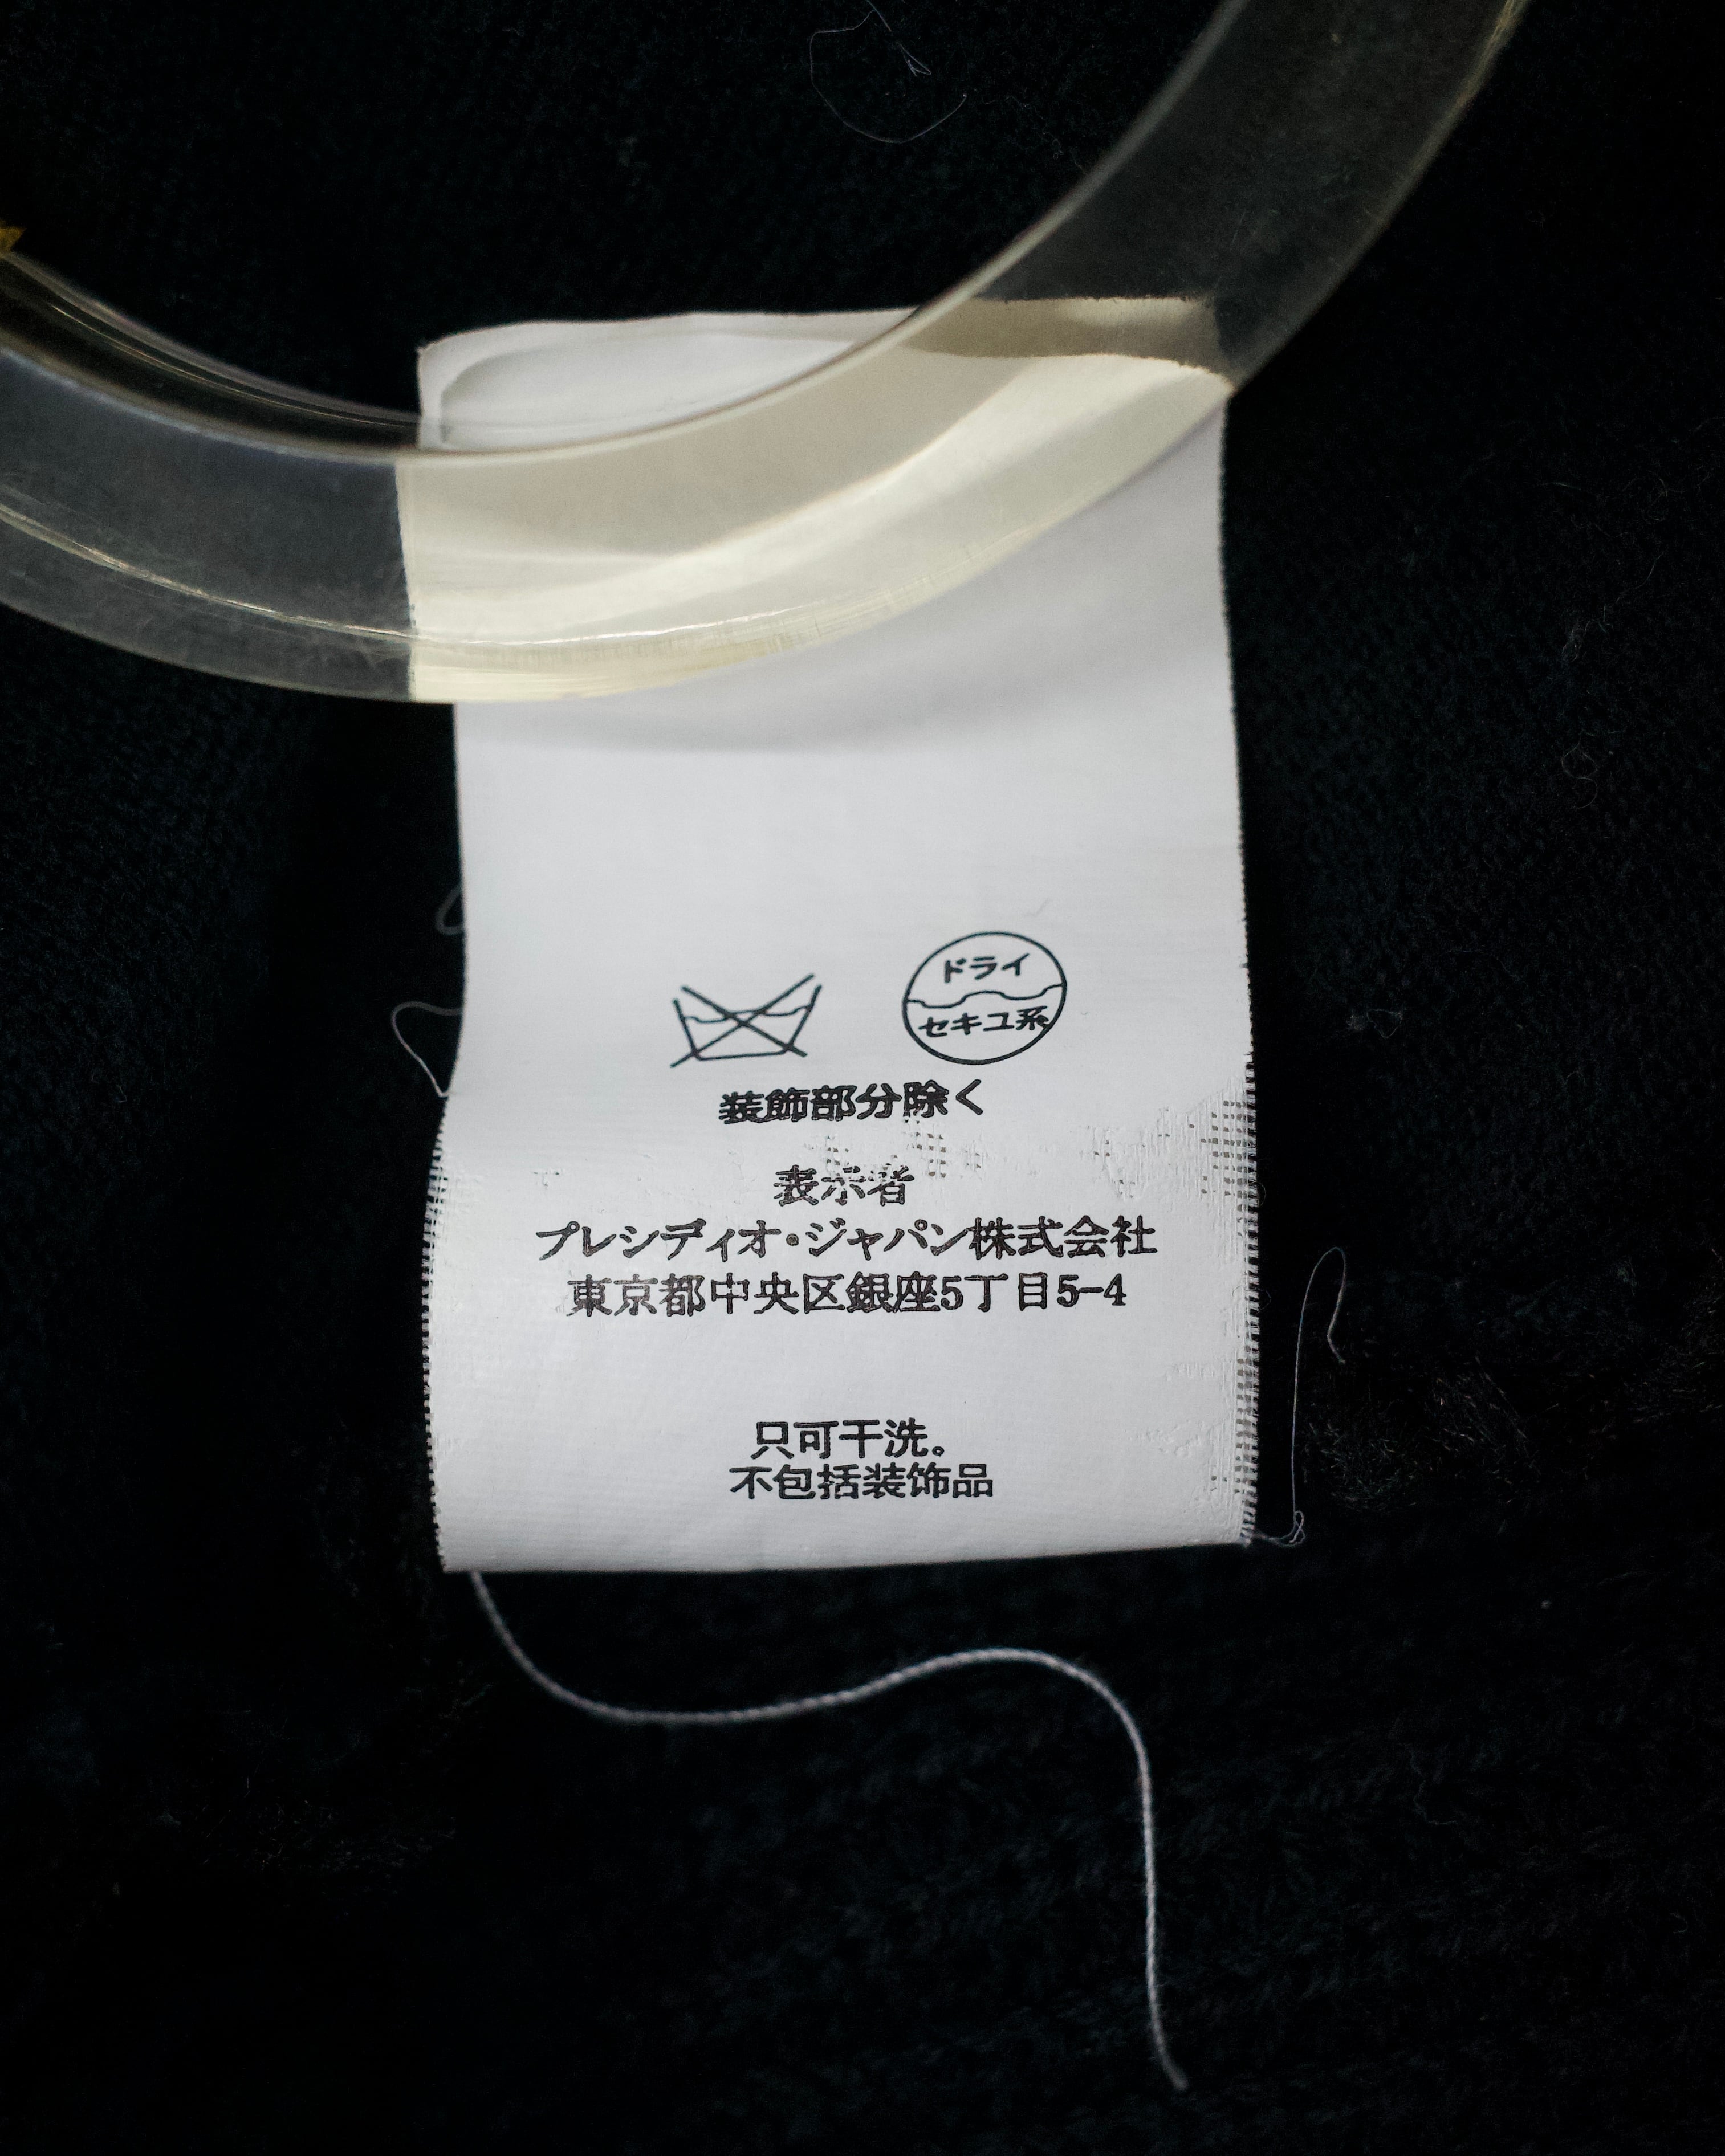 ドライ
セキユ系
装飾部分除く
表示者
プレシディオ・ジャパン株式会社
東京都中央区銀座5丁目5-4
只可干洗。
不包括装饰品